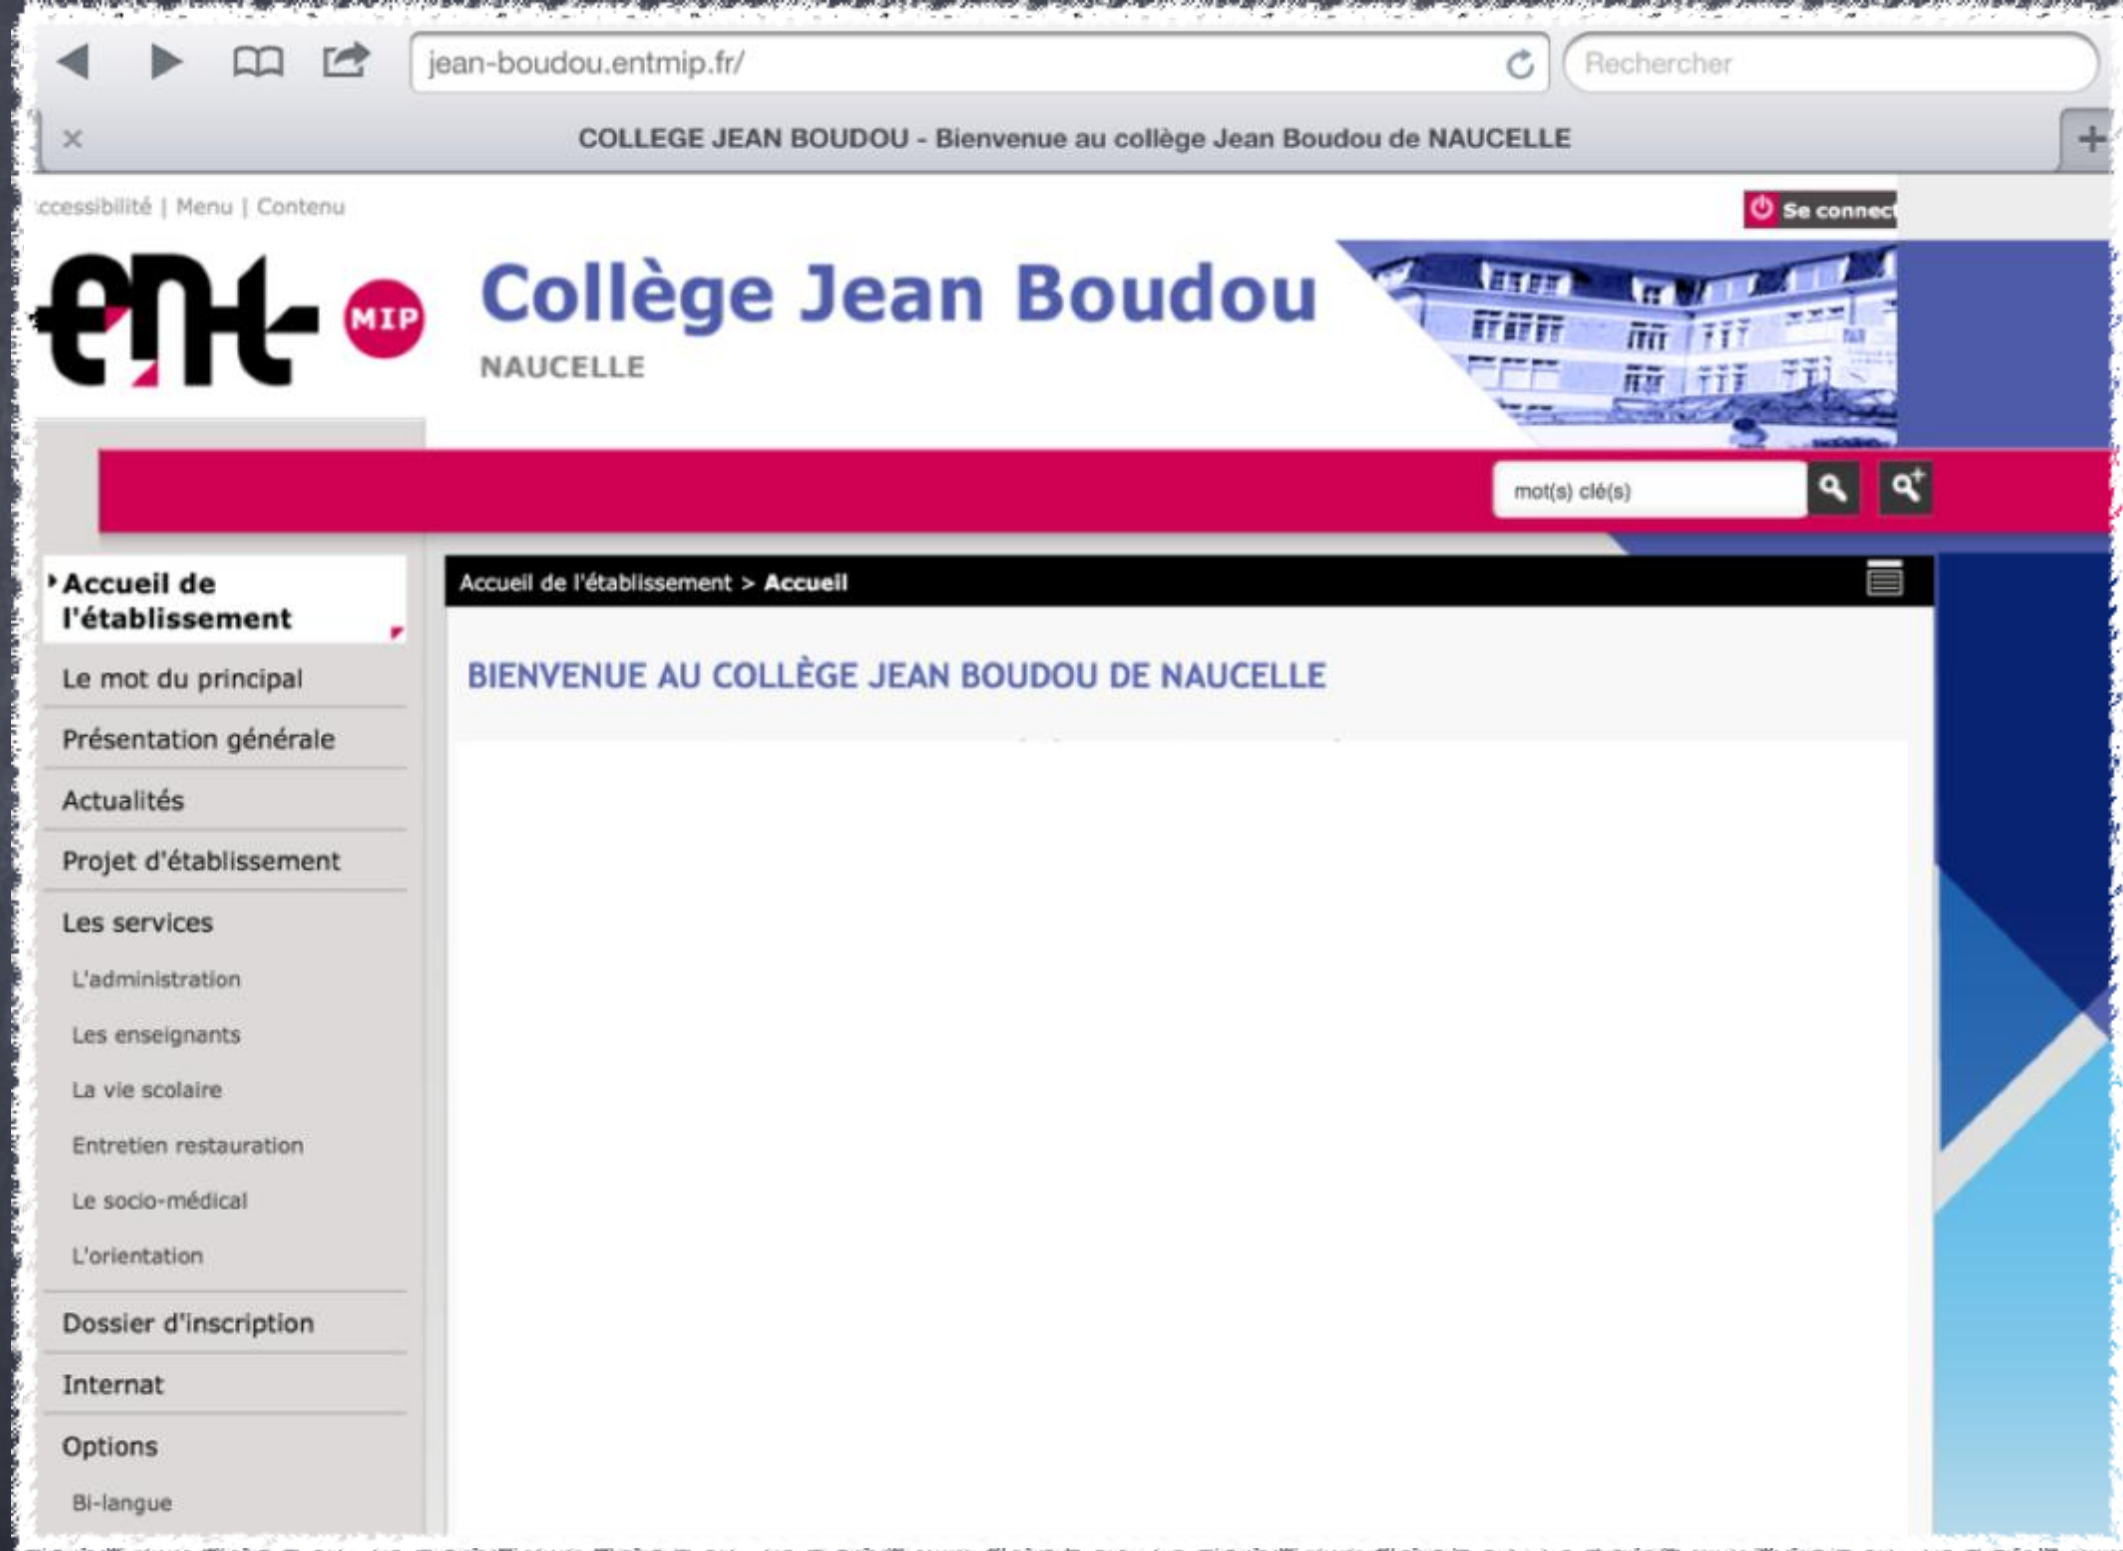 jean-boudou.entmip.fr/
Rechercher
COLLEGE JEAN BOUDOU - Bienvenue au collège Jean Boudou de NAUCELLE
ccessibilité | Menu | Contenu
Se connect
ent MIP
Collège Jean Boudou
NAUCELLE
mot(s) clé(s)
Accueil de
l'établissement
Le mot du principal
Présentation générale
Actualités
Projet d'établissement
Les services
L'administration
Les enseignants
La vie scolaire
Entretien restauration
Le socio-médical
L'orientation
Dossier d'inscription
Internat
Options
Bi-langue
Accueil de l'établissement > Accueil
BIENVENUE AU COLLÈGE JEAN BOUDOU DE NAUCELLE